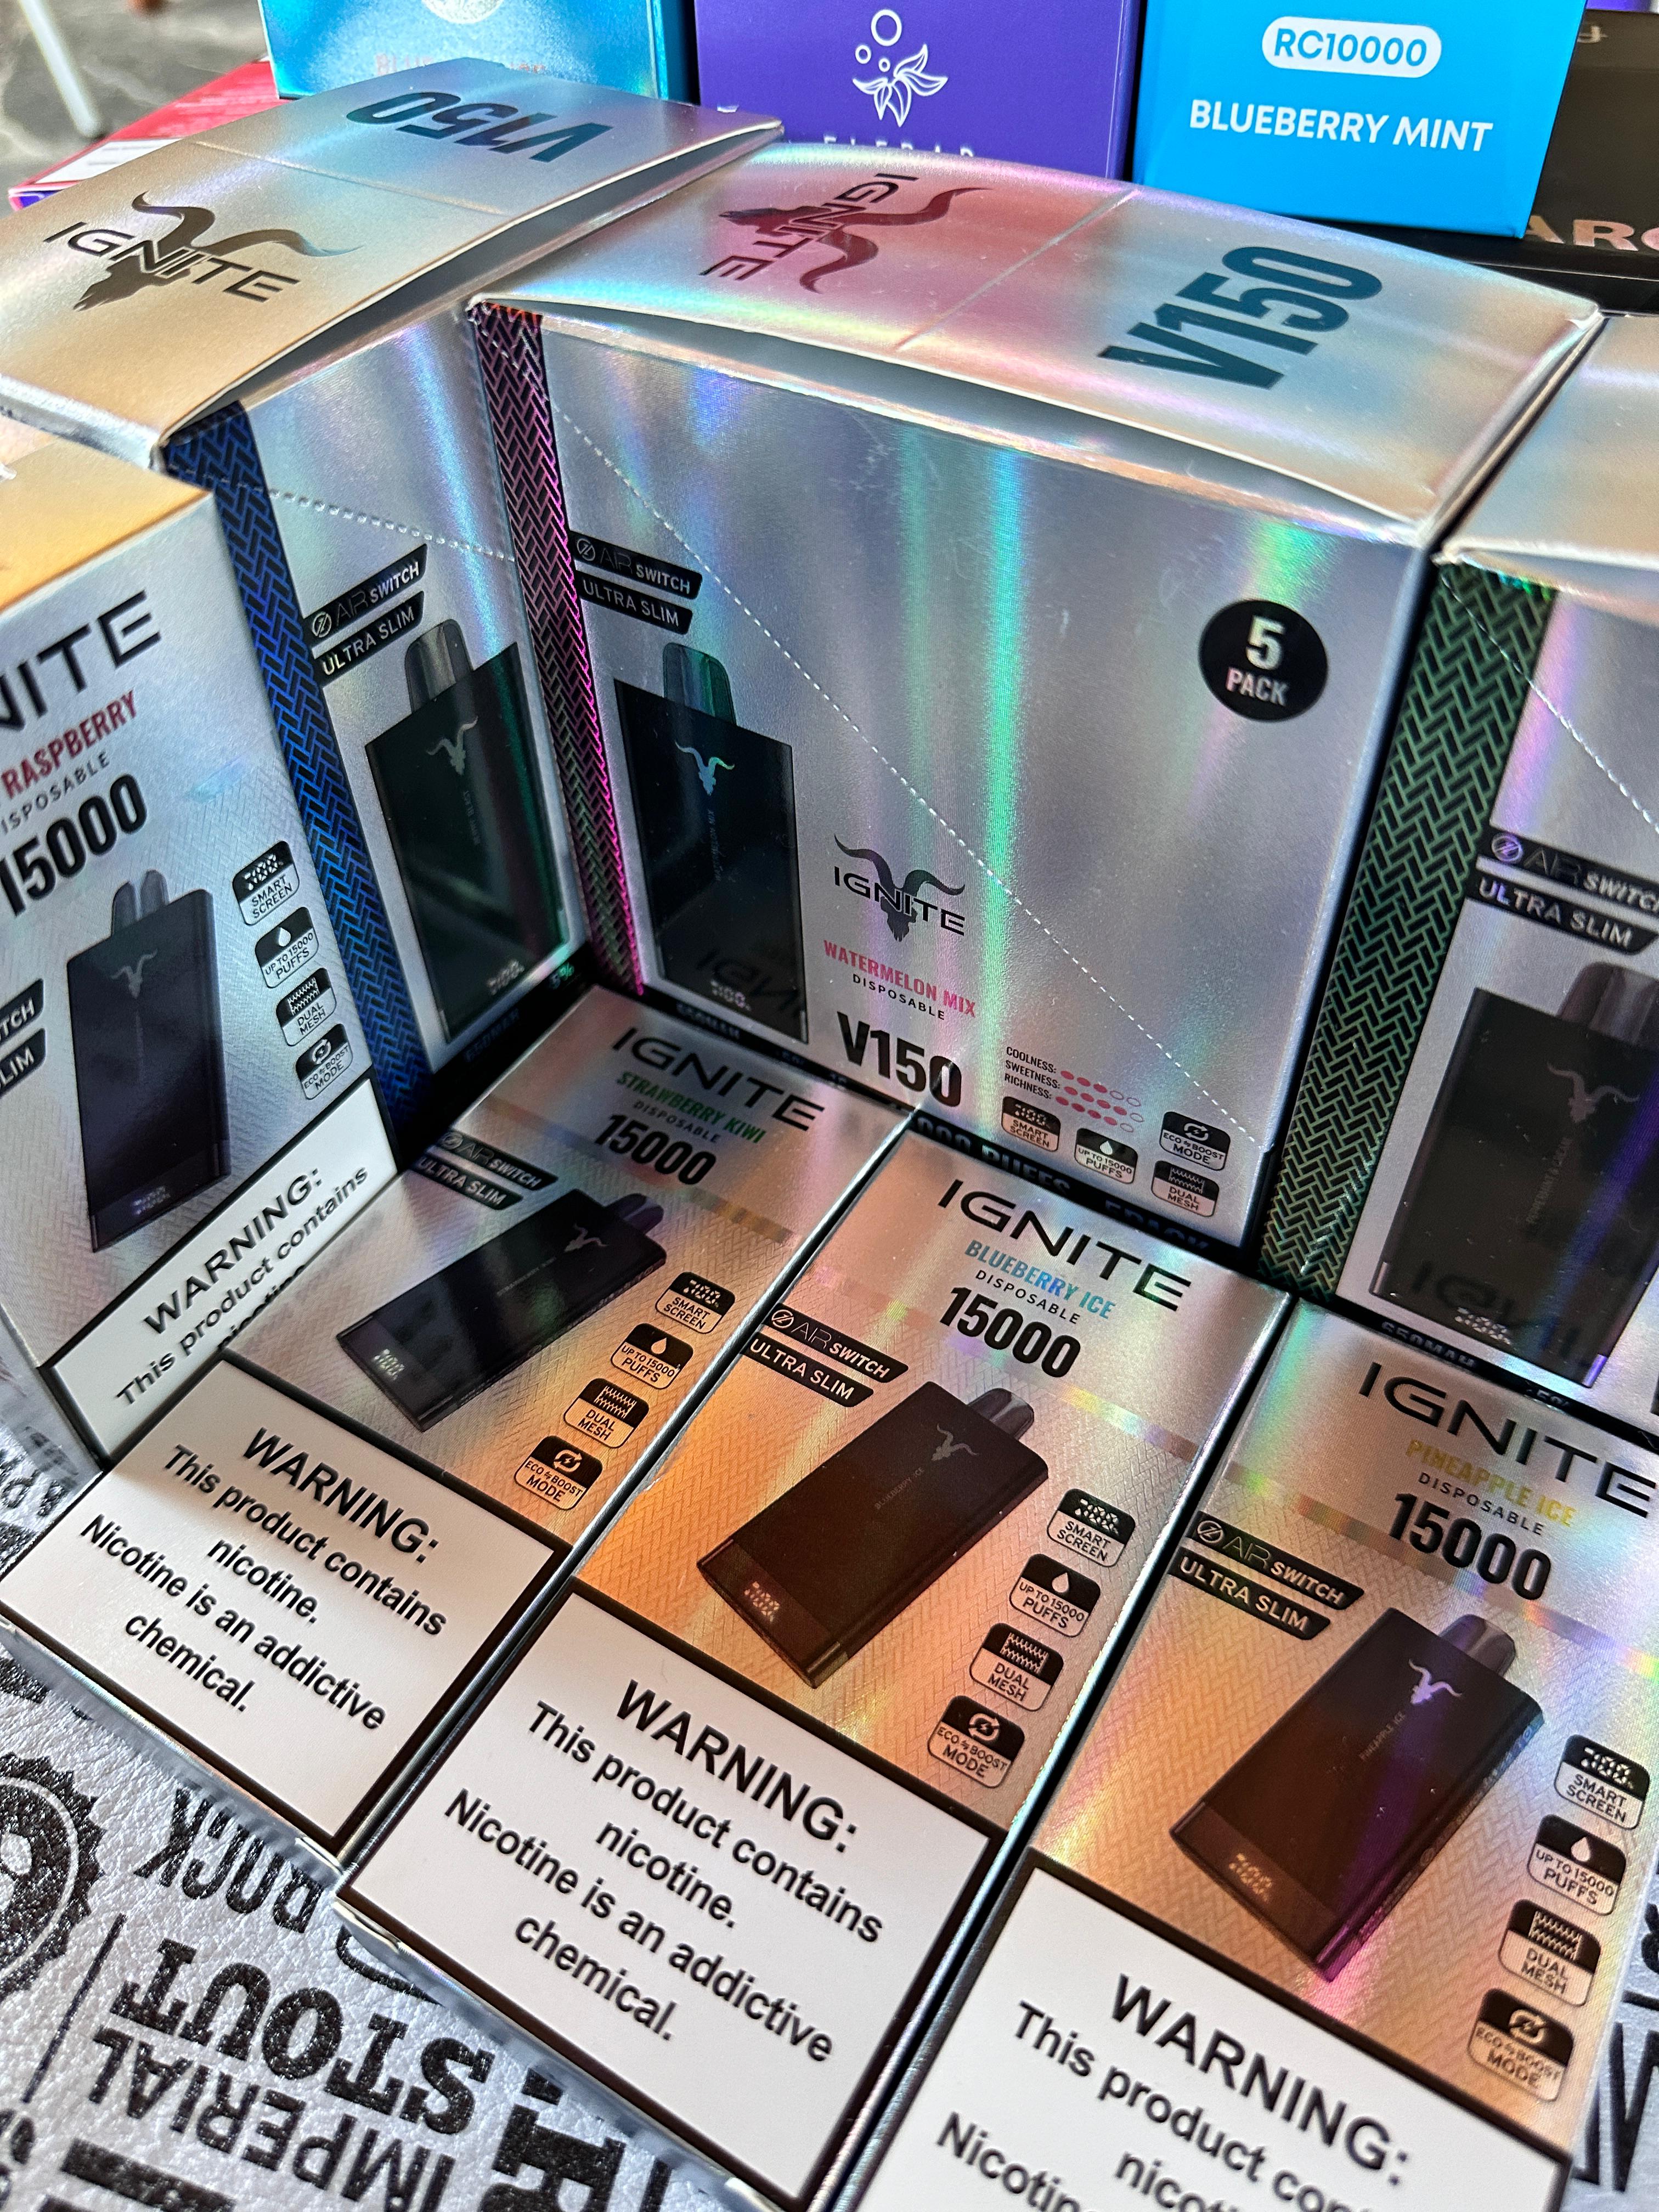 RC10000
BLUEBERRY MINT
V150
IGNITE
IGNITE
V150
AIR SWITCH
ULTRA SLIM
AIR SWITCH
ULTRA SLIM
5
PACK
IGNITE
WATERMELON MIX
DISPOSABLE
V150
COOLNESS:
SWEETNESS:
RICHNESS:
SMART
SCREEN
UP TO 15000
PUFFS
ECO & BOOST
MODE
DUAL
MESH
AIR SWITCH
ULTRA SLIM
RASPBERRY
15000
SMART
SCREEN
UP TO 15000
PUFFS
DUAL
MESH
ECO & BOOST
MODE
WARNING:
This product contains
IGNITE
STRAWBERRY KIWI
DISPOSABLE
15000
AIR SWITCH
ULTRA SLIM
SMART
SCREEN
UP TO 15000
PUFFS
DUAL
MESH
ECO & BOOST
MODE
WARNING:
This product contains
nicotine.
Nicotine is an addictive
chemical.
IGNITE
BLUEBERRY ICE
DISPOSABLE
15000
AIR SWITCH
ULTRA SLIM
BLUEBERRY ICE
SMART
SCREEN
UP TO 15000
PUFFS
DUAL
MESH
ECO & BOOST
MODE
WARNING:
This product contains
nicotine.
Nicotine is an addictive
chemical.
IGNITE
PINEAPPLE ICE
DISPOSABLE
15000
AIR SWITCH
ULTRA SLIM
PINEAPPLE ICE
SMART
SCREEN
UP TO 15000
PUFFS
DUAL
MESH
ECO & BOOST
MODE
WARNING:
This product
ROCK
IMPERIAL
STOUT